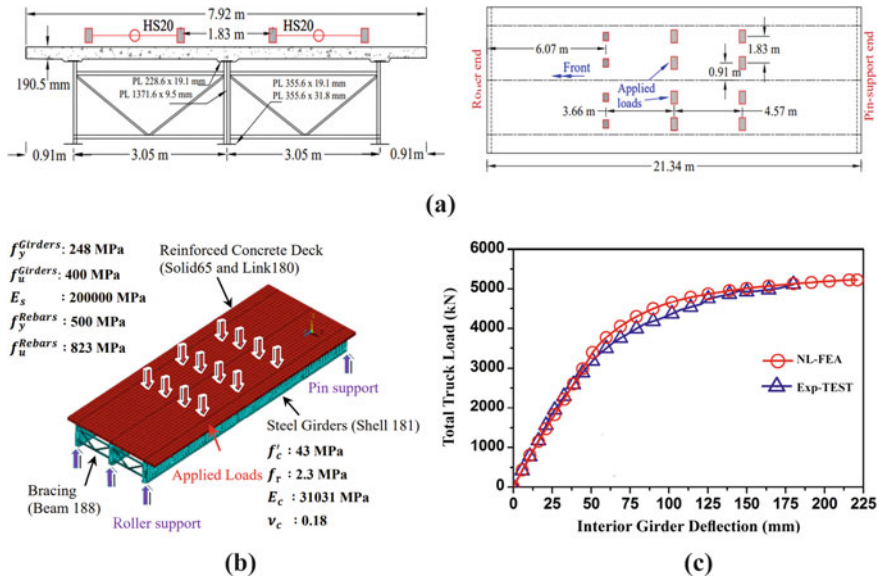 7.92 m
HS20
HS20
1.83 m
190.5 mm
PL 228.6 x 19.1 mm
PL 1371.6 x 9.5 mm
PL 355.6 x 19.1 mm
PL 355.6 x 31.8 mm
0.91m
3.05 m
3.05 m
0.91m
Roller end
6.07 m
Front
Applied
loads
0.91 m
1.83 m
3.66 m
4.57 m
21.34 m
Pin-support end
(a)
f_y^Girders: 248 MPa
f_u^Girders: 400 MPa
E_s : 200000 MPa
f_y^Rebars: 500 MPa
f_u^Rebars: 823 MPa
Reinforced Concrete Deck
(Solid65 and Link180)
Pin support
Steel Girders (Shell 181)
Applied Loads
f'_c : 43 MPa
f_r : 2.3 MPa
E_c : 31031 MPa
ν_c : 0.18
Bracing
(Beam 188)
Roller support
(b)
Total Truck Load (kN)
6000
5000
4000
3000
2000
1000
0
NL-FEA
Exp-TEST
0 25 50 75 100 125 150 175 200 225
Interior Girder Deflection (mm)
(c)